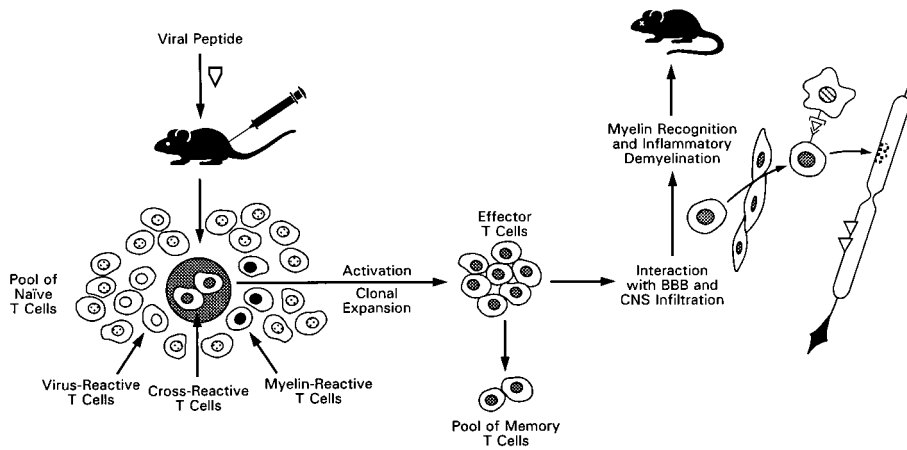 Viral Peptide
Pool of
Naïve
T Cells
Virus-Reactive
T Cells
Cross-Reactive
T Cells
Myelin-Reactive
T Cells
Activation
Clonal
Expansion
Effector
T Cells
Pool of Memory
T Cells
Interaction
with BBB and
CNS Infiltration
Myelin Recognition
and Inflammatory
Demyelination